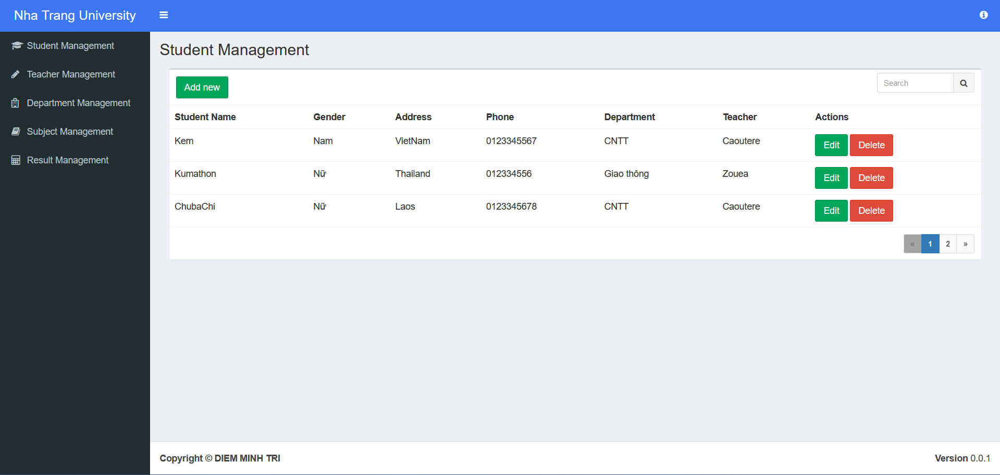 Nha Trang University
Student Management
Teacher Management
Department Management
Subject Management
Result Management
Student Management
Add new
Search
Student Name Gender Address Phone Department Teacher Actions
Kem Nam VietNam 0123345567 CNTT Caoutere Edit Delete
Kumathon Nữ Thailand 012334556 Giao thông Zouea Edit Delete
ChubaChi Nữ Laos 0123345678 CNTT Caoutere Edit Delete
« 1 2 »
Copyright © DIEM MINH TRI
Version 0.0.1